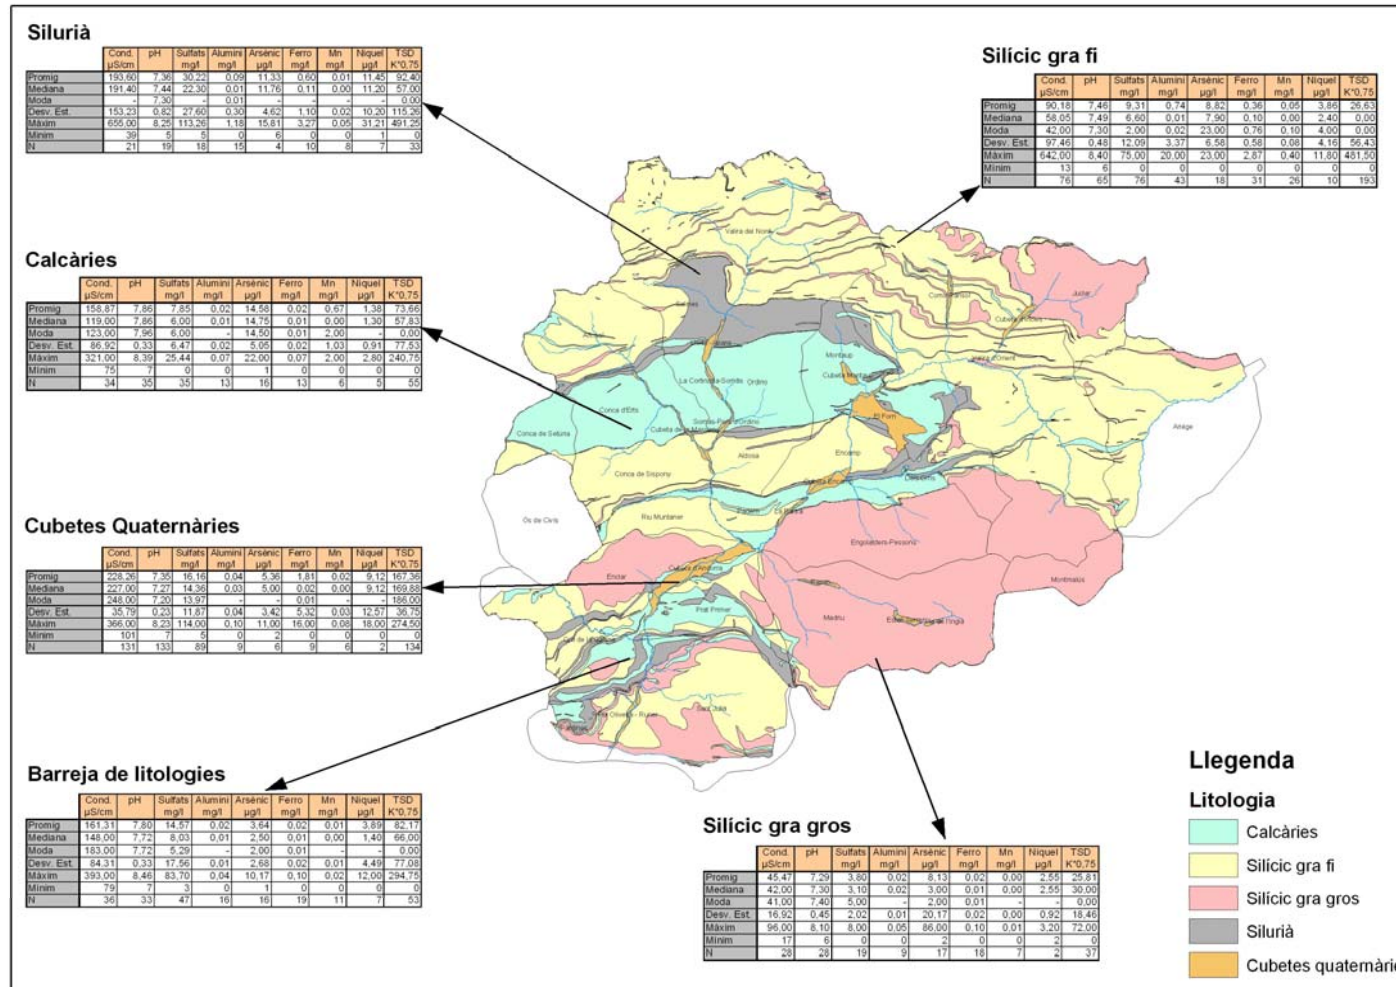 Silurià
Cond. µS/cm pH Sulfats mg/l Alumini mg/l Arsènic µg/l Ferro mg/l Mn mg/l Níquel µg/l TSD K*0,75
Promig 193,60 7,36 30,22 0,09 11,33 0,60 0,01 11,45 92,40
Mediana 191,40 7,44 22,30 0,01 11,76 0,11 0,00 11,20 57,00
Moda - 7,30 - 0,01 - - - - 0,00
Desv. Est. 153,23 0,82 27,60 0,30 4,62 1,10 0,02 10,20 115,26
Màxim 655,00 8,25 113,26 1,18 15,81 3,27 0,05 31,21 491,25
Mínim 39 5 5 0 6 0 0 1 0
N 21 19 18 15 4 10 8 7 33
Silícic gra fi
Cond. µS/cm pH Sulfats mg/l Alumini mg/l Arsènic µg/l Ferro mg/l Mn mg/l Níquel µg/l TSD K*0,75
Promig 90,18 7,46 9,31 0,74 8,82 0,36 0,05 3,86 26,63
Mediana 58,05 7,49 6,60 0,01 7,90 0,10 0,00 2,40 0,00
Moda 42,00 7,30 2,00 0,02 23,00 0,76 0,10 4,00 0,00
Desv. Est. 97,46 0,48 12,09 3,37 6,58 0,58 0,08 4,16 56,43
Màxim 642,00 8,40 75,00 20,00 23,00 2,87 0,40 11,80 481,50
Mínim 13 6 0 0 0 0 0 0 0
N 76 65 76 43 18 31 26 10 193
Calcàries
Cond. µS/cm pH Sulfats mg/l Alumini mg/l Arsènic µg/l Ferro mg/l Mn mg/l Níquel µg/l TSD K*0,75
Promig 158,87 7,86 7,85 0,02 14,58 0,02 0,67 1,38 73,66
Mediana 119,00 7,86 6,00 0,01 14,75 0,01 0,00 1,30 57,83
Moda 123,00 7,96 6,00 - 14,50 0,01 2,00 - 0,00
Desv. Est. 86,92 0,33 6,47 0,02 5,05 0,02 1,03 0,91 77,53
Màxim 321,00 8,39 25,44 0,07 22,00 0,07 2,00 2,80 240,75
Mínim 75 7 0 0 1 0 0 0 0
N 34 35 35 13 16 13 6 5 55
Valira del Nord
Juclar
Montaup
La Cortinada-Sornàs
Ordino
Conca d'Erts
Conca de Setúria
El Forn
Ariège
Aldosa
Encamp
Conca de Sispony
Os de Civís
Riu Muntaner
Engolasters-Pessons
Montmalús
Enclar
Cubeta d'Andorra
Prat Primer
Madriu
Sant Julià
Cubetes Quaternàries
Cond. µS/cm pH Sulfats mg/l Alumini mg/l Arsènic µg/l Ferro mg/l Mn mg/l Níquel µg/l TSD K*0,75
Promig 228,26 7,35 16,16 0,04 5,36 1,81 0,02 9,12 167,36
Mediana 227,00 7,27 14,36 0,03 5,00 0,02 0,00 9,12 169,88
Moda 248,00 7,20 13,97 - - 0,01 - - 186,00
Desv. Est. 35,79 0,23 11,87 0,04 3,42 5,32 0,03 12,57 36,75
Màxim 366,00 8,23 114,00 0,10 11,00 16,00 0,08 18,00 274,50
Mínim 101 7 5 0 2 0 0 0 0
N 131 133 89 9 6 9 6 2 134
Barreja de litologies
Cond. µS/cm pH Sulfats mg/l Alumini mg/l Arsènic µg/l Ferro mg/l Mn mg/l Níquel µg/l TSD K*0,75
Promig 161,31 7,80 14,57 0,02 3,64 0,02 0,01 3,89 82,17
Mediana 148,00 7,72 8,03 0,01 2,50 0,01 0,00 1,40 66,00
Moda 183,00 7,72 5,29 - 2,00 0,01 - - 0,00
Desv. Est. 84,31 0,33 17,56 0,01 2,68 0,02 0,01 4,49 77,08
Màxim 393,00 8,46 83,70 0,04 10,17 0,10 0,02 12,00 294,75
Mínim 79 7 3 0 1 0 0 0 0
N 36 33 47 16 16 19 11 7 53
Silícic gra gros
Cond. µS/cm pH Sulfats mg/l Alumini mg/l Arsènic µg/l Ferro mg/l Mn mg/l Níquel µg/l TSD K*0,75
Promig 45,47 7,29 3,80 0,02 8,13 0,02 0,00 2,55 25,81
Mediana 42,00 7,30 3,10 0,02 3,00 0,01 0,00 2,55 30,00
Moda 41,00 7,40 5,00 - 2,00 0,01 - - 0,00
Desv. Est. 16,92 0,45 2,02 0,01 20,17 0,02 0,00 0,92 18,46
Màxim 96,00 8,10 8,00 0,05 86,00 0,10 0,01 3,20 72,00
Mínim 17 6 0 0 2 0 0 2 0
N 28 28 19 9 17 18 7 2 37
Llegenda
Litologia
Calcàries
Silícic gra fi
Silícic gra gros
Silurià
Cubetes quaternàri